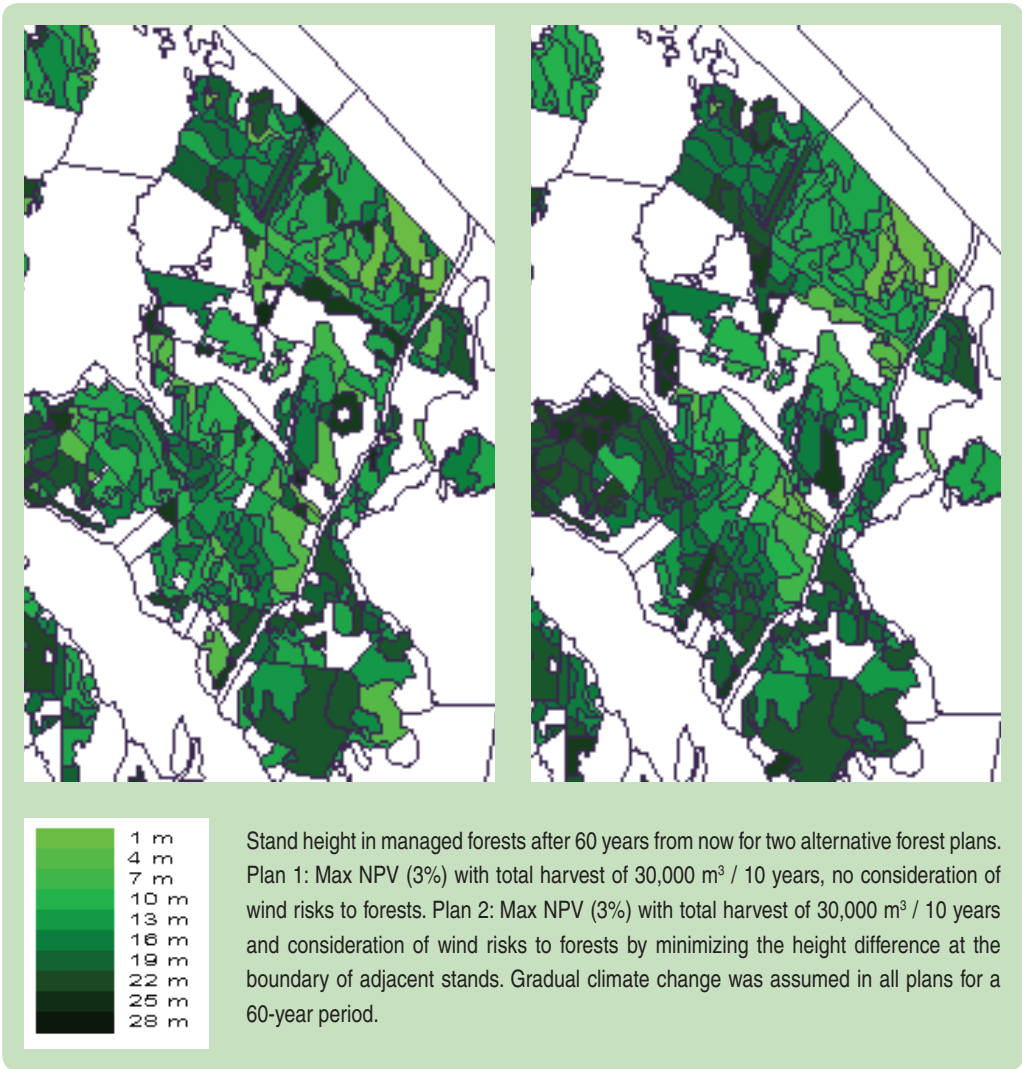 1 m
4 m
7 m
10 m
13 m
16 m
19 m
22 m
25 m
28 m
Stand height in managed forests after 60 years from now for two alternative forest plans.
Plan 1: Max NPV (3%) with total harvest of 30,000 m³ / 10 years, no consideration of
wind risks to forests. Plan 2: Max NPV (3%) with total harvest of 30,000 m³ / 10 years
and consideration of wind risks to forests by minimizing the height difference at the
boundary of adjacent stands. Gradual climate change was assumed in all plans for a
60-year period.